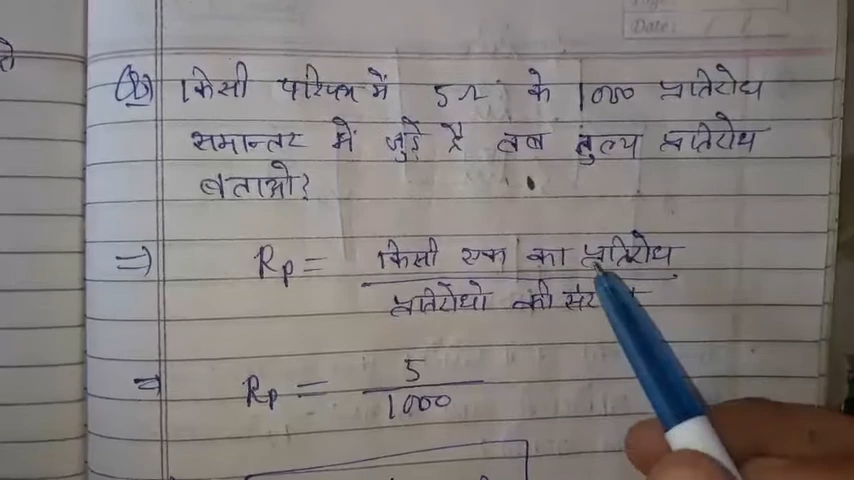 Date:
Q) किसी परिपथ में 5Ω के 1000 प्रतिरोध
समान्तर में जुड़े है तब तुल्य प्रतिरोध
बताओ?
=) Rp = किसी एक का प्रतिरोध
प्रतिरोधो की
=) Rp = 5
1000